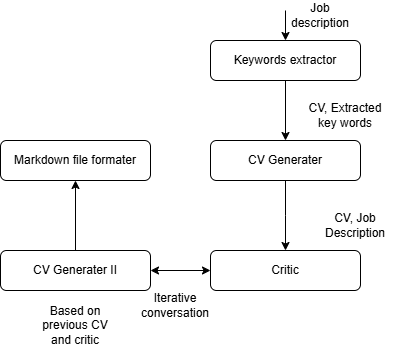 Job
description
Keywords extractor
CV, Extracted
key words
Markdown file formater
CV Generater
CV, Job
Description
CV Generater II
Critic
Iterative
conversation
Based on
previous CV
and critic